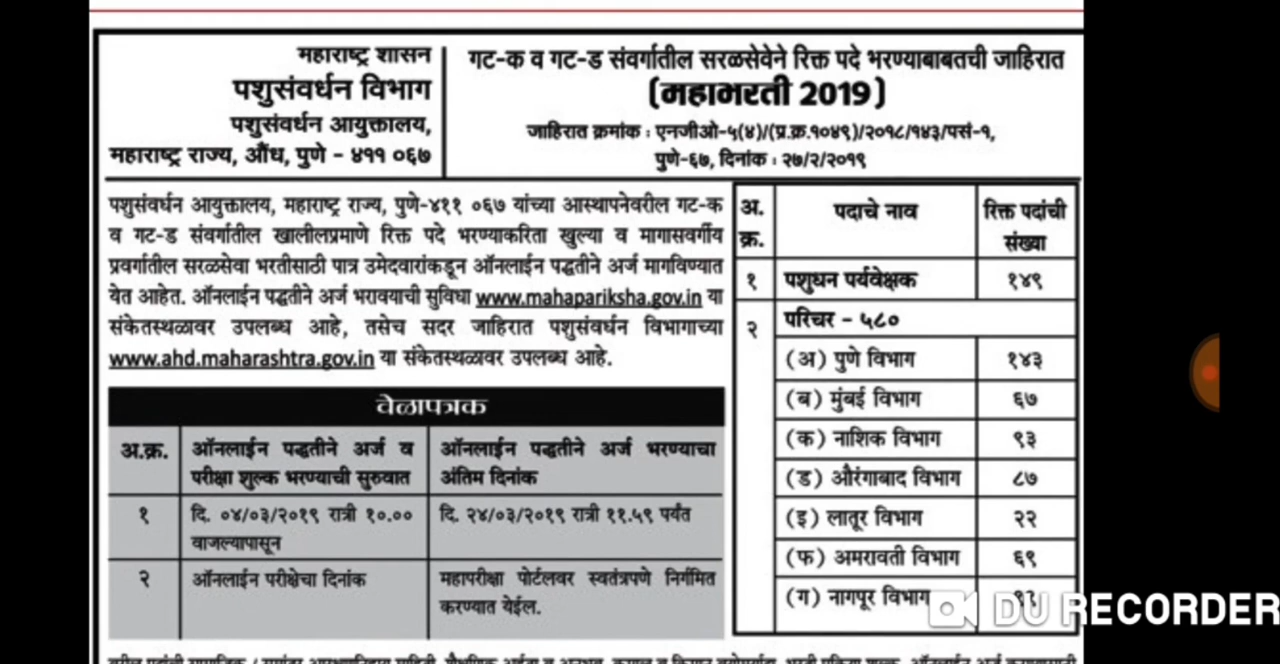 महाराष्ट्र शासन
पशुसंवर्धन विभाग
पशुसंवर्धन आयुक्तालय,
महाराष्ट्र राज्य, औंध, पुणे - ४११ ०६७
गट-क व गट-ड संवर्गातील सरळसेवेने रिक्त पदे भरण्याबाबतची जाहिरात
(महाभरती 2019)
जाहिरात क्रमांक : एनजीओ-५(४)/(प्र.क्र.१०४९)/२०१८/१४३/पसं-१,
पुणे-६७, दिनांक : २७/२/२०१९
पशुसंवर्धन आयुक्तालय, महाराष्ट्र राज्य, पुणे-४११ ०६७ यांच्या आस्थापनेवरील गट-क
व गट-ड संवर्गातील खालीलप्रमाणे रिक्त पदे भरण्याकरिता खुल्या व मागासवर्गीय
प्रवर्गातील सरळसेवा भरतीसाठी पात्र उमेदवारांकडून ऑनलाईन पद्धतीने अर्ज मागविण्यात
येत आहेत. ऑनलाईन पद्धतीने अर्ज भरावयाची सुविधा www.mahapariksha.gov.in या
संकेतस्थळावर उपलब्ध आहे, तसेच सदर जाहिरात पशुसंवर्धन विभागाच्या
www.ahd.maharashtra.gov.in या संकेतस्थळावर उपलब्ध आहे.
वेळापत्रक
अ.क्र. ऑनलाईन पद्धतीने अर्ज व ऑनलाईन पद्धतीने अर्ज भरण्याचा
परीक्षा शुल्क भरण्याची सुरुवात अंतिम दिनांक
१ दि. ०४/०३/२०१९ रात्री १०.०० दि. २४/०३/२०१९ रात्री ११.५९ पर्यंत
वाजल्यापासून
२ ऑनलाईन परीक्षेचा दिनांक महापरीक्षा पोर्टलवर स्वतंत्रपणे निर्गमित
करण्यात येईल.
अ. पदाचे नाव रिक्त पदांची
क्र. संख्या
१ पशुधन पर्यवेक्षक १४९
२ परिचर - ५८०
(अ) पुणे विभाग १४३
(ब) मुंबई विभाग ६७
(क) नाशिक विभाग ९३
(ड) औरंगाबाद विभाग ८७
(इ) लातूर विभाग २२
(फ) अमरावती विभाग ६९
(ग) नागपूर विभाग
DU RECORDER